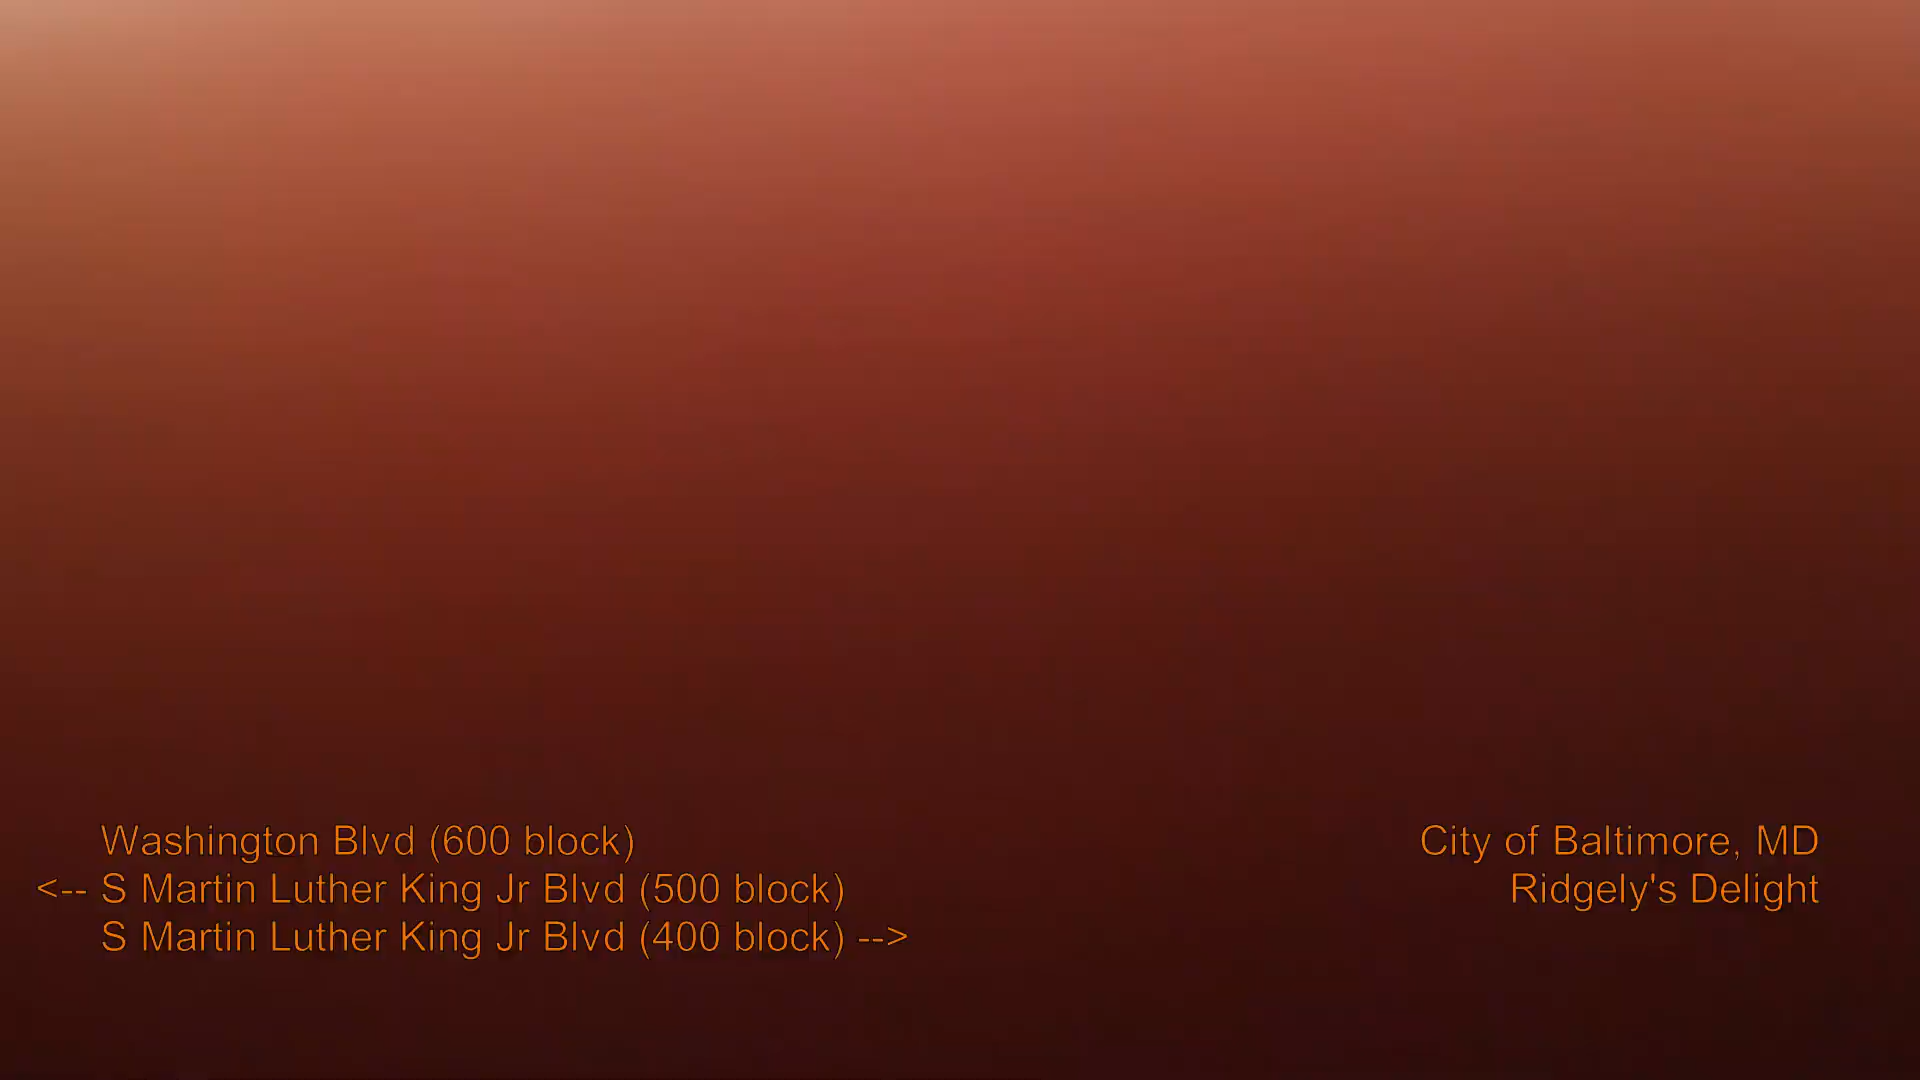 Washington Blvd (600 block)
<-- S Martin Luther King Jr Blvd (500 block)
S Martin Luther King Jr Blvd (400 block) -->
City of Baltimore, MD
Ridgely's Delight